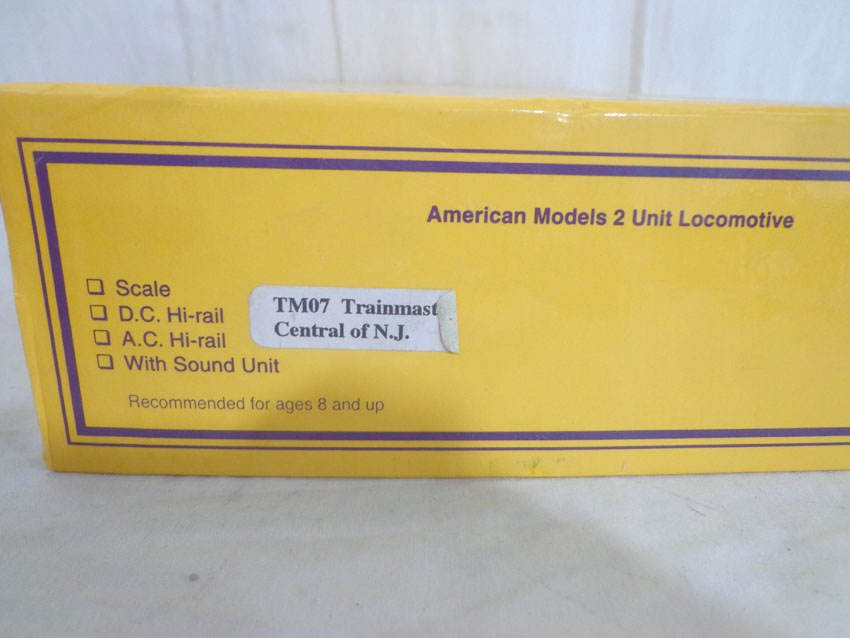 American Models 2 Unit Locomotive
Scale
D.C. Hi-rail
A.C. Hi-rail
With Sound Unit
TM07 Trainmast
Central of N.J.
Recommended for ages 8 and up